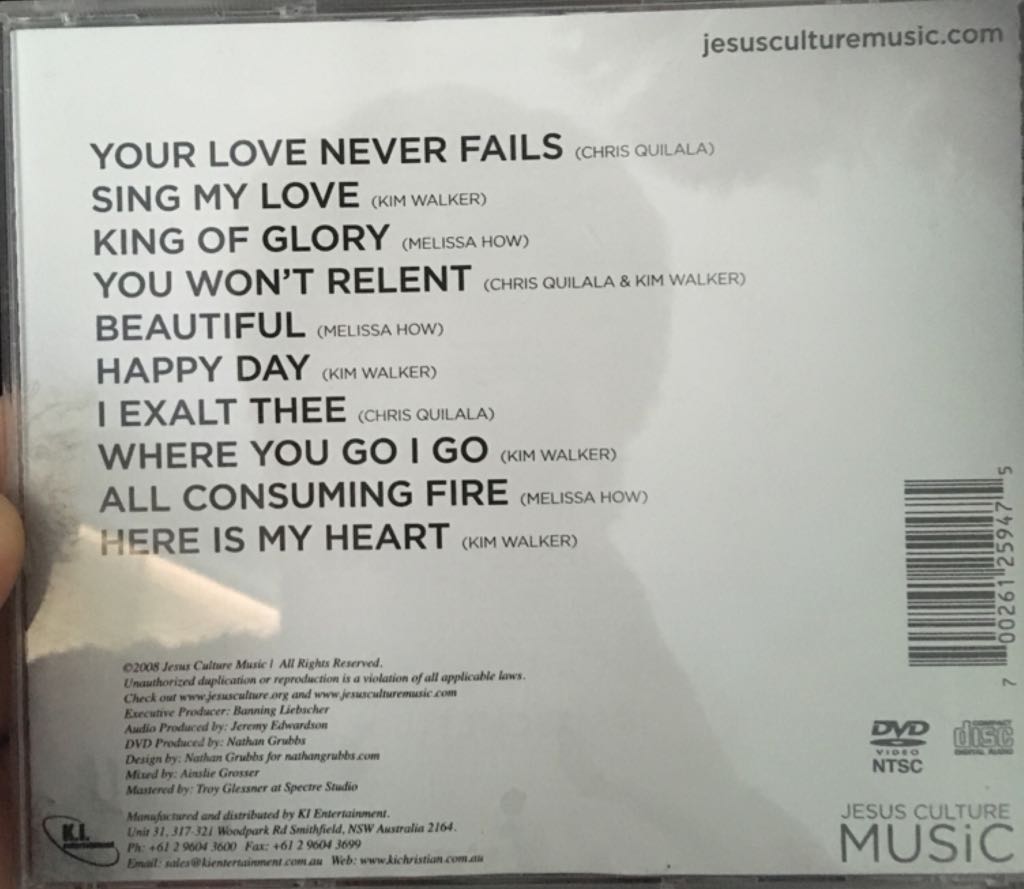 jesusculturemusic.com
YOUR LOVE NEVER FAILS (CHRIS QUILALA)
SING MY LOVE (KIM WALKER)
KING OF GLORY (MELISSA HOW)
YOU WON'T RELENT (CHRIS QUILALA & KIM WALKER)
BEAUTIFUL (MELISSA HOW)
HAPPY DAY (KIM WALKER)
I EXALT THEE (CHRIS QUILALA)
WHERE YOU GO I GO (KIM WALKER)
ALL CONSUMING FIRE (MELISSA HOW)
HERE IS MY HEART (KIM WALKER)
©2008 Jesus Culture Music | All Rights Reserved.
Unauthorized duplication or reproduction is a violation of all applicable laws.
Check out www.jesusculture.org and www.jesusculturemusic.com
Executive Producer: Banning Liebscher
Audio Produced by: Jeremy Edwardson
DVD Produced by: Nathan Grubbs
Design by: Nathan Grubbs for nathangrubbs.com
Mixed by: Ainslie Grosser
Mastered by: Troy Glessner at Spectre Studio
K.I.
entertainment
Manufactured and distributed by KI Entertainment.
Unit 31, 317-321 Woodpark Rd Smithfield, NSW Australia 2164.
Ph: +61 2 9604 3600 Fax: +61 2 9604 3699
Email: sales@kientertainment.com.au Web: www.kichristian.com.au
7 00261 25947 5
DVD
VIDEO
NTSC
COMPACT
disc
DIGITAL AUDIO
JESUS CULTURE
MUSiC